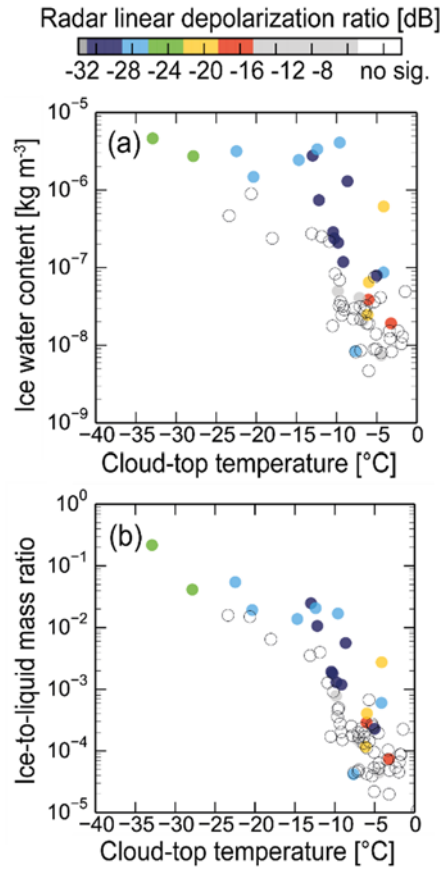 Radar linear depolarization ratio [dB]
-32 -28 -24 -20 -16 -12 -8 no sig.
(a)
10⁻⁵
10⁻⁶
10⁻⁷
10⁻⁸
10⁻⁹
Ice water content [kg m⁻³]
-40 -35 -30 -25 -20 -15 -10 -5 0
Cloud-top temperature [°C]
(b)
10⁰
10⁻¹
10⁻²
10⁻³
10⁻⁴
10⁻⁵
Ice-to-liquid mass ratio
-40 -35 -30 -25 -20 -15 -10 -5 0
Cloud-top temperature [°C]